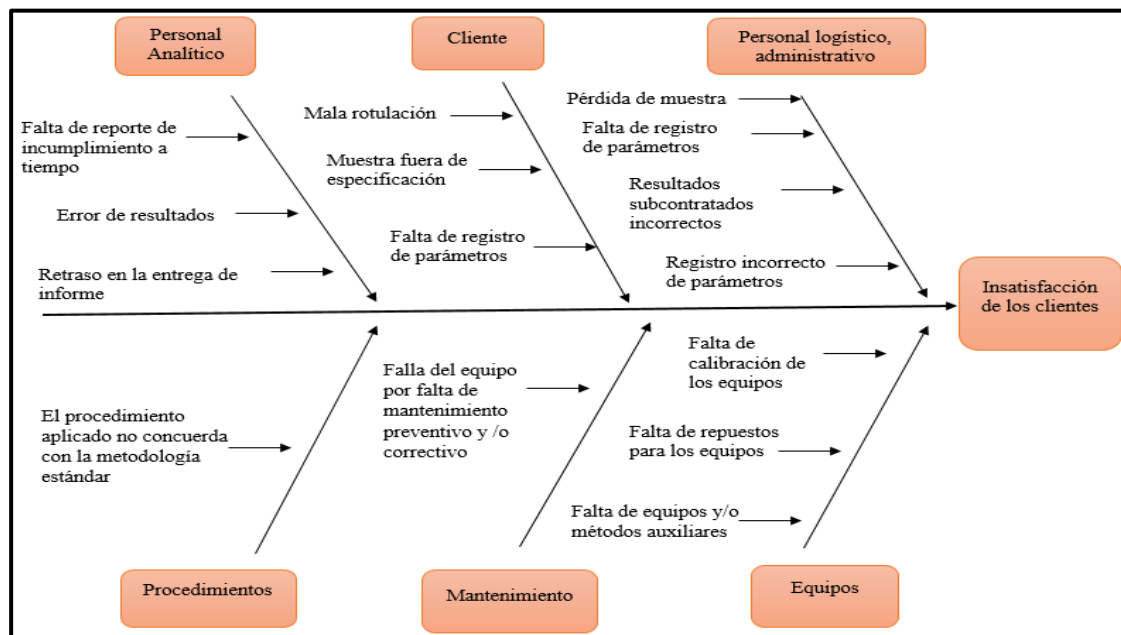 Personal
Analítico
Cliente
Personal logístico,
administrativo
Falta de reporte de
incumplimiento a
tiempo
Error de resultados
Retraso en la entrega de
informe
Mala rotulación
Muestra fuera de
especificación
Falta de registro
de parámetros
Pérdida de muestra
Falta de registro
de parámetros
Resultados
subcontratados
incorrectos
Registro incorrecto
de parámetros
Insatisfacción
de los clientes
El procedimiento
aplicado no concuerda
con la metodología
estándar
Falla del equipo
por falta de
mantenimiento
preventivo y /o
correctivo
Falta de
calibración de
los equipos
Falta de repuestos
para los equipos
Falta de equipos y/o
métodos auxiliares
Procedimientos
Mantenimiento
Equipos